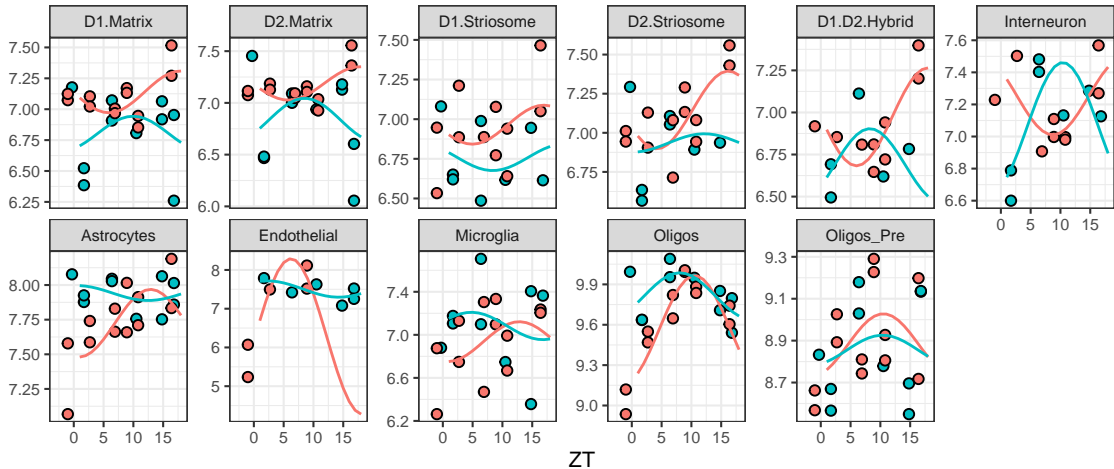 D1.Matrix
D2.Matrix
D1.Striosome
D2.Striosome
D1.D2.Hybrid
Interneuron
7.50
7.25
7.00
6.75
6.50
6.25
7.5
7.0
6.5
6.0
7.50
7.25
7.00
6.75
6.50
7.50
7.25
7.00
6.75
7.25
7.00
6.75
6.50
7.6
7.4
7.2
7.0
6.8
6.6
0 5 10 15
Astrocytes
Endothelial
Microglia
Oligos
Oligos_Pre
8.00
7.75
7.50
7.25
8
7
6
5
7.4
7.0
6.6
6.2
9.9
9.6
9.3
9.0
9.3
9.1
8.9
8.7
0 5 10 15
0 5 10 15
0 5 10 15
0 5 10 15
0 5 10 15
ZT